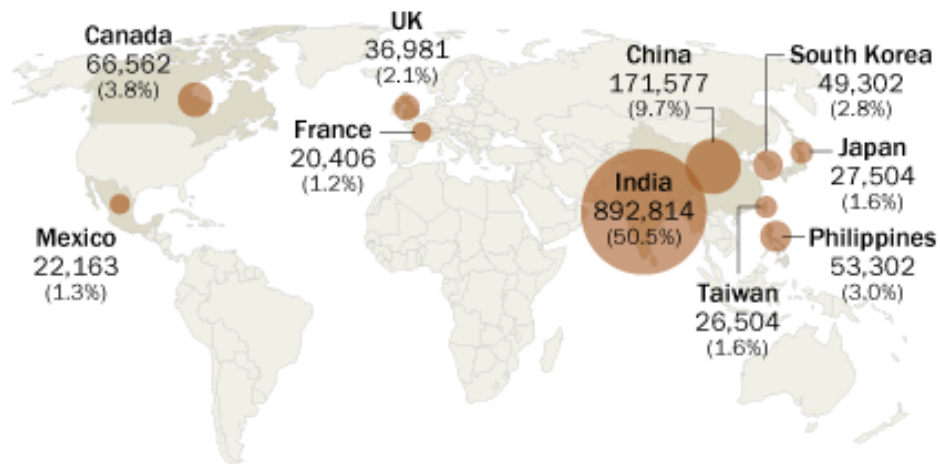 Canada
66,562
(3.8%)
UK
36,981
(2.1%)
France
20,406
(1.2%)
China
171,577
(9.7%)
South Korea
49,302
(2.8%)
Japan
27,504
(1.6%)
India
892,814
(50.5%)
Mexico
22,163
(1.3%)
Philippines
53,302
(3.0%)
Taiwan
26,504
(1.6%)